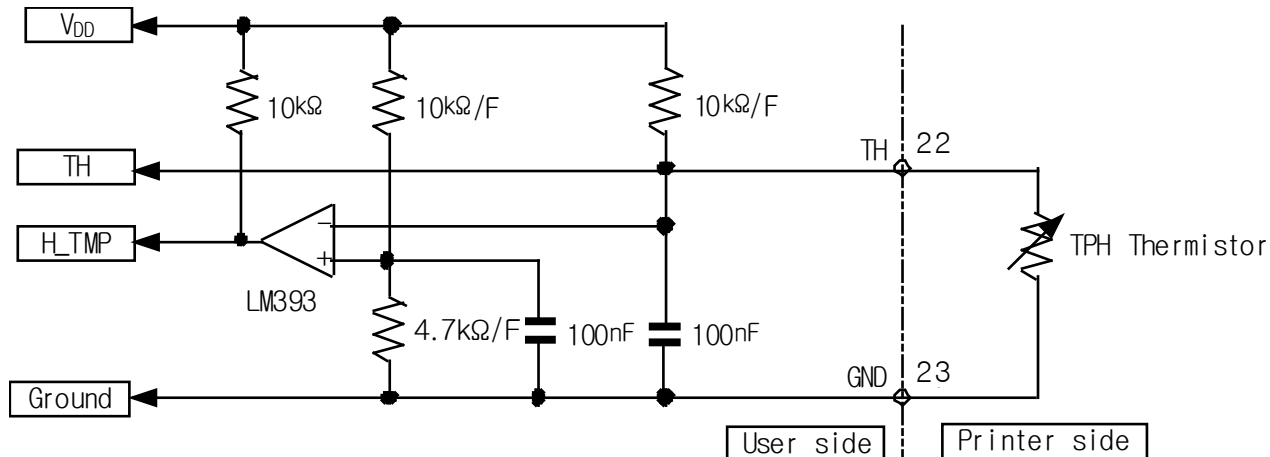 VDD
10kΩ
10kΩ/F
10kΩ/F
TH
TH
22
H_TMP
-
+
LM393
TPH Thermistor
4.7kΩ/F
100nF
100nF
GND
23
Ground
User side
Printer side